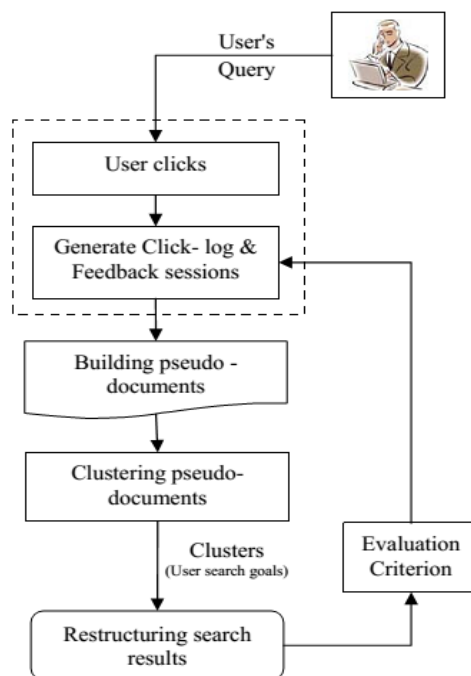 User's
Query
User clicks
Generate Click- log &
Feedback sessions
Building pseudo -
documents
Clustering pseudo-
documents
Clusters
(User search goals)
Evaluation
Criterion
Restructuring search
results